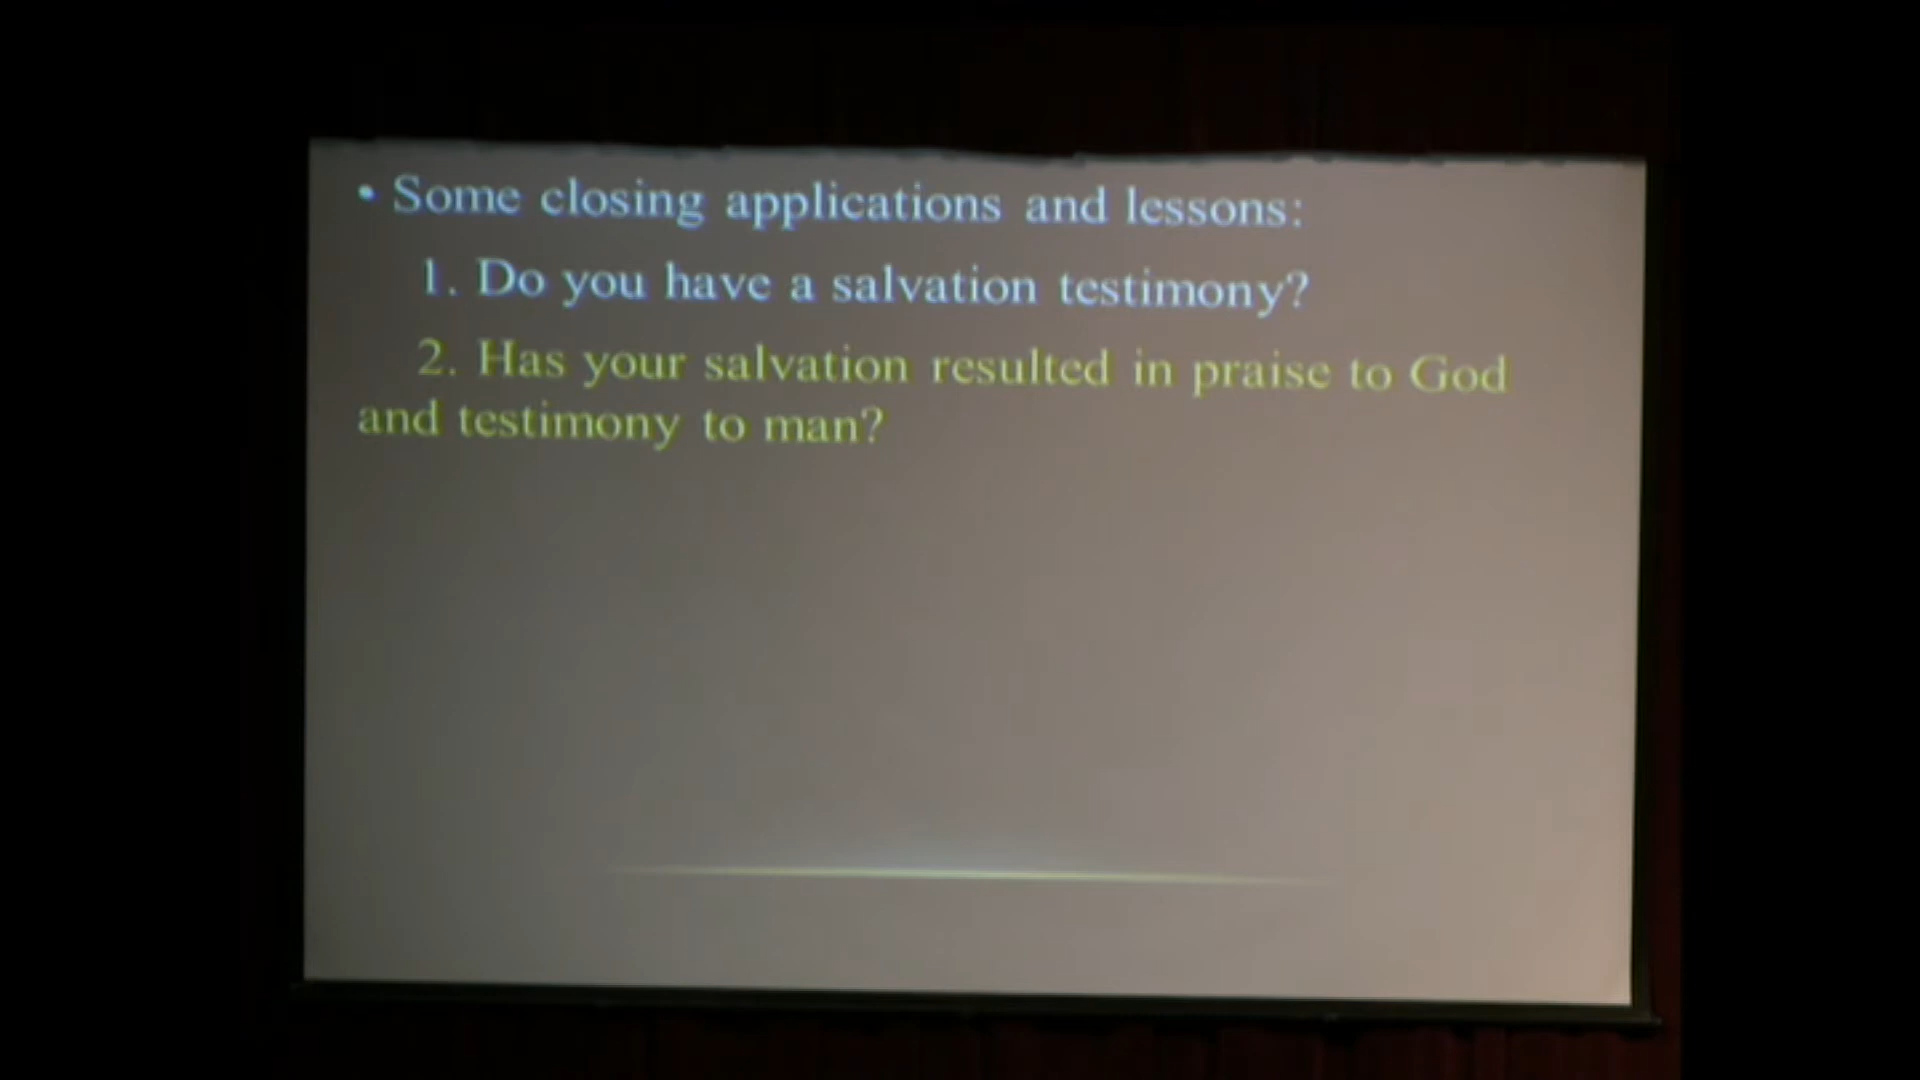 • Some closing applications and lessons:
1. Do you have a salvation testimony?
2. Has your salvation resulted in praise to God
and testimony to man?